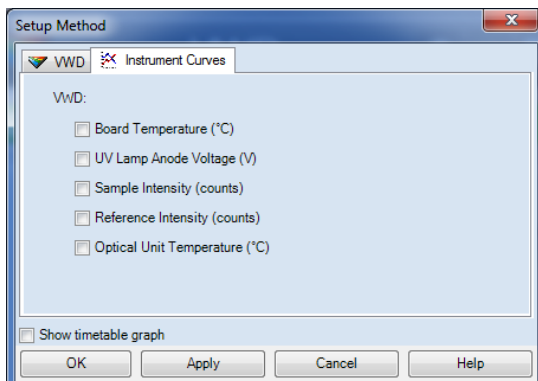 Setup Method
VWD Instrument Curves
VWD:
Board Temperature (°C)
UV Lamp Anode Voltage (V)
Sample Intensity (counts)
Reference Intensity (counts)
Optical Unit Temperature (°C)
Show timetable graph
OK Apply Cancel Help